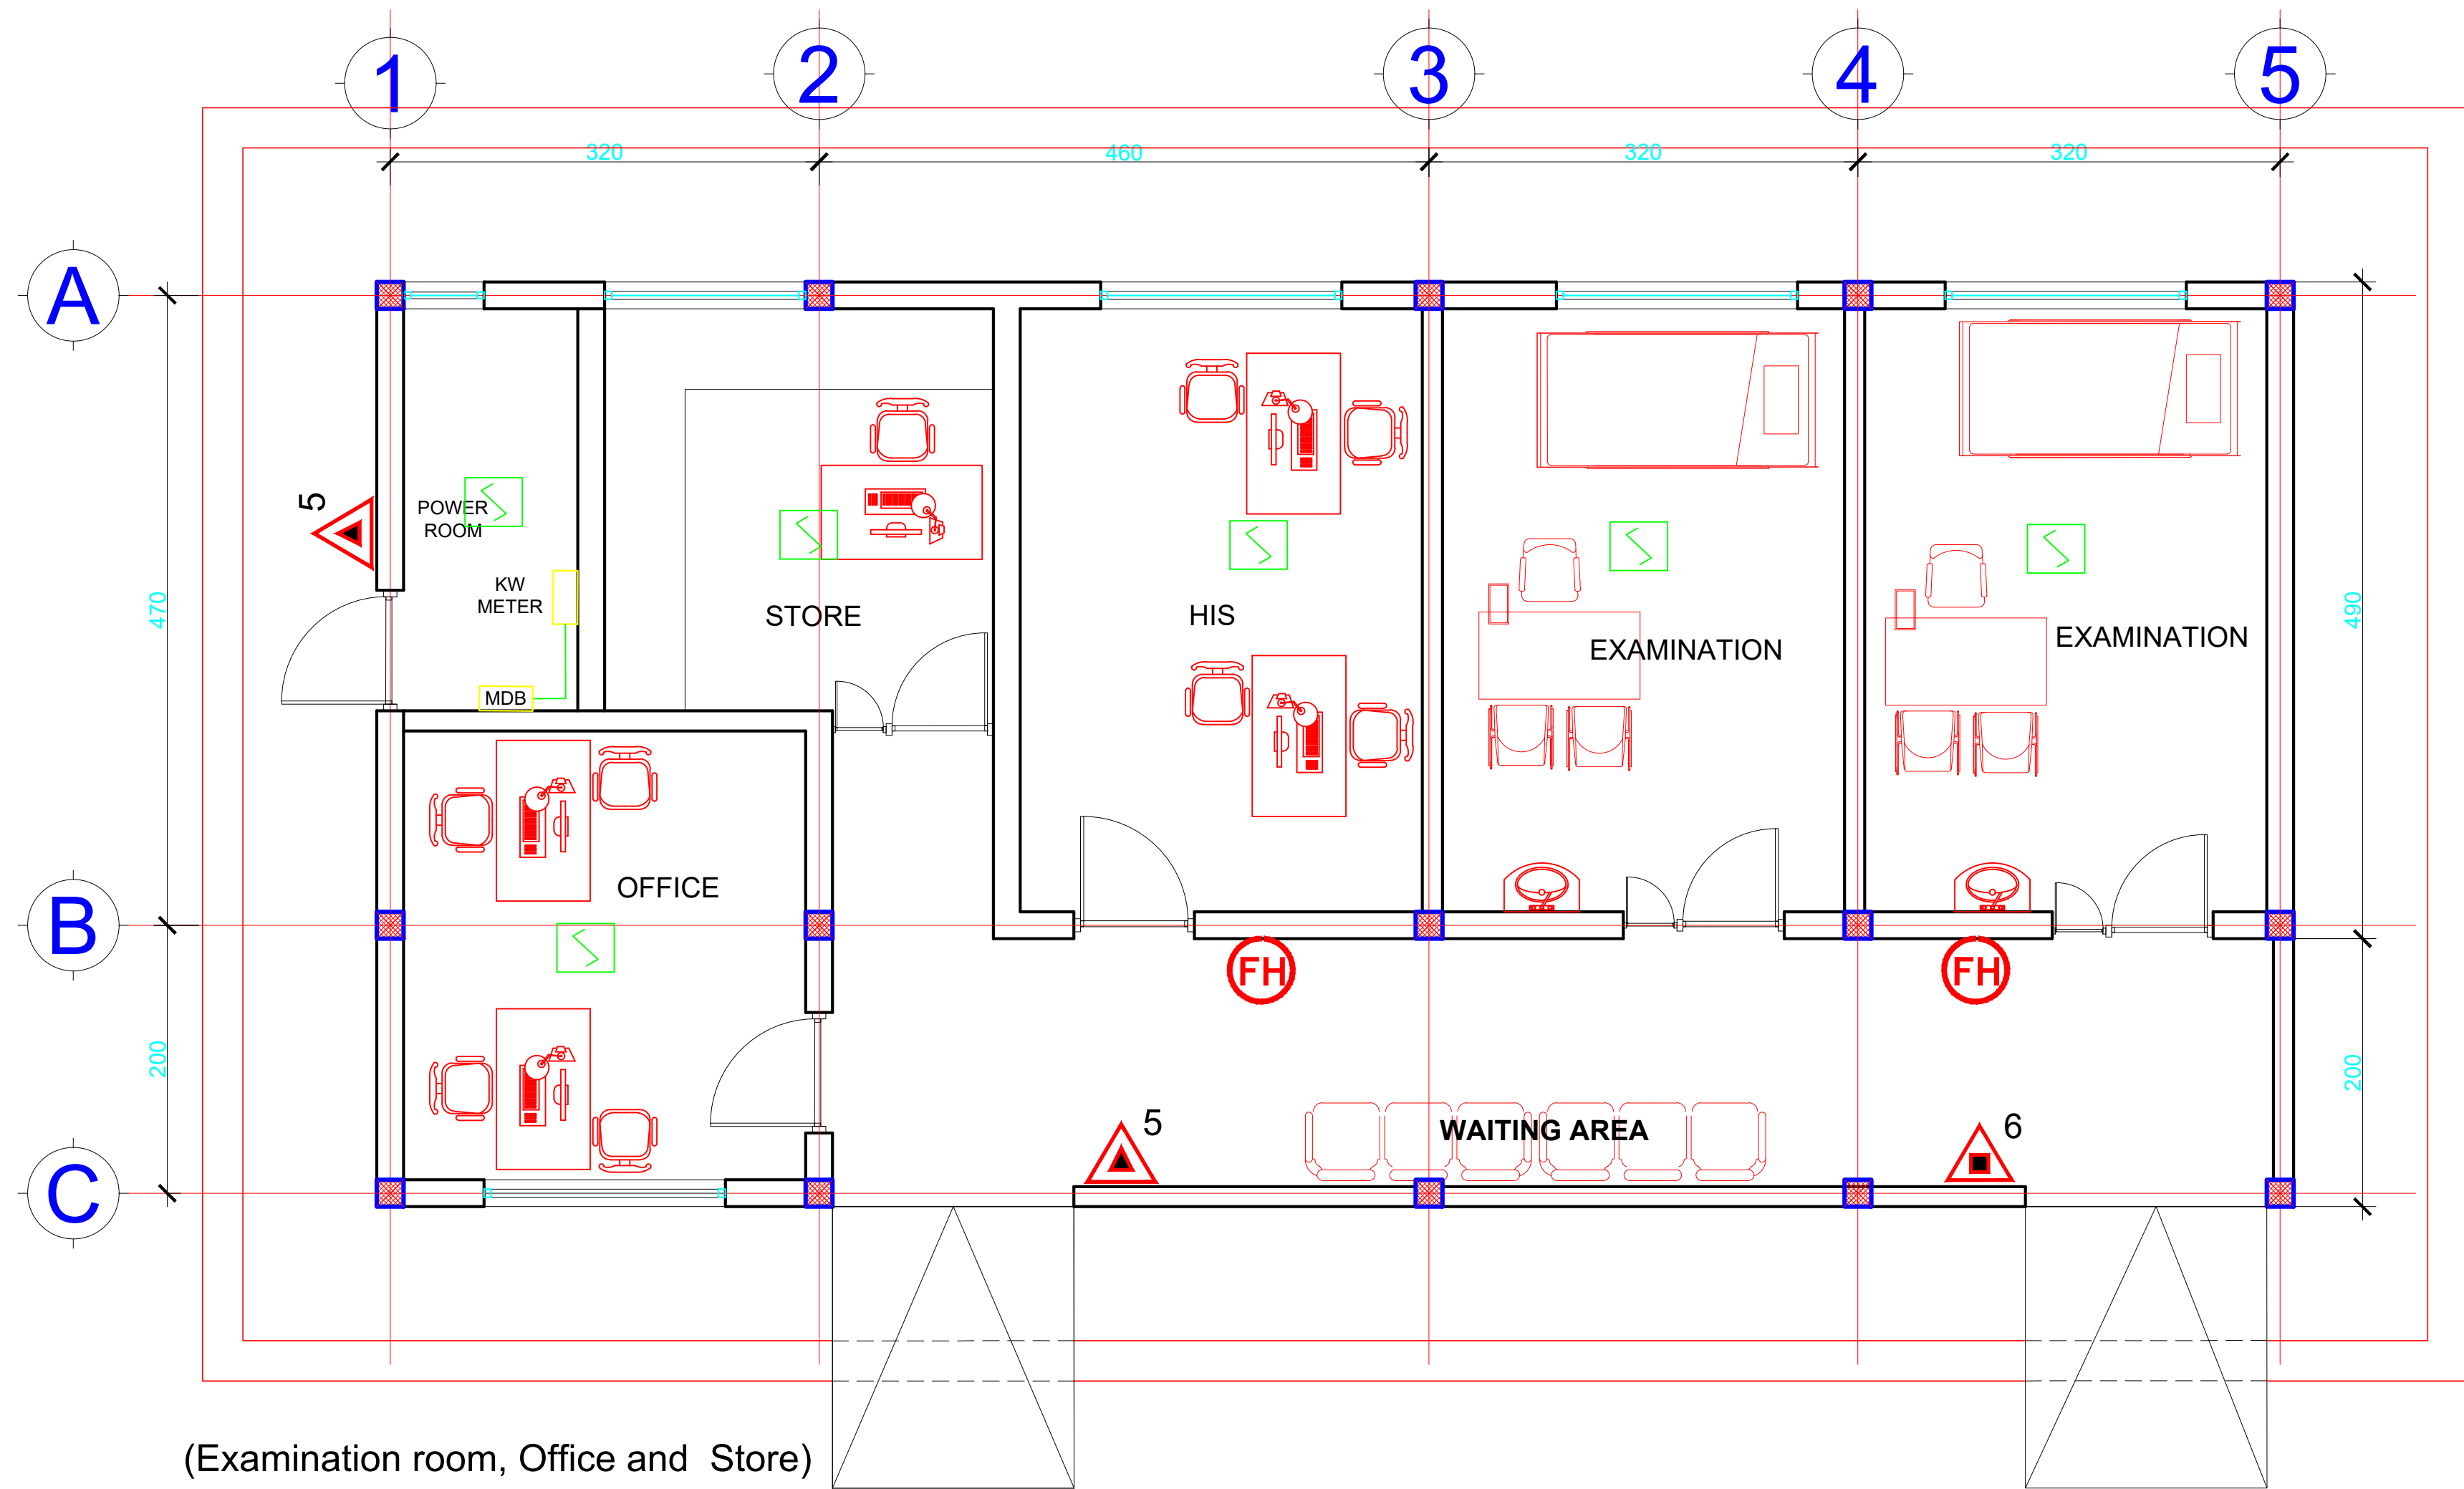 1
2
3
4
5
320
460
320
320
A
5
POWER
ROOM
KW
METER
470
490
STORE
HIS
EXAMINATION
EXAMINATION
MDB
OFFICE
B
FH
FH
200
200
5
WAITING AREA
6
C
(Examination room, Office and Store)